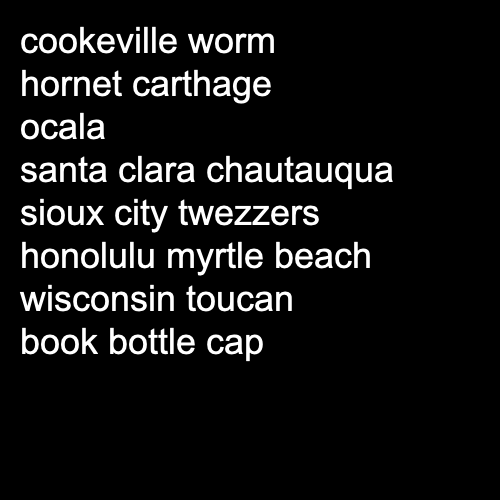 cookeville worm
hornet carthage
ocala
santa clara chautauqua
sioux city twezzers
honolulu myrtle beach
wisconsin toucan
book bottle cap